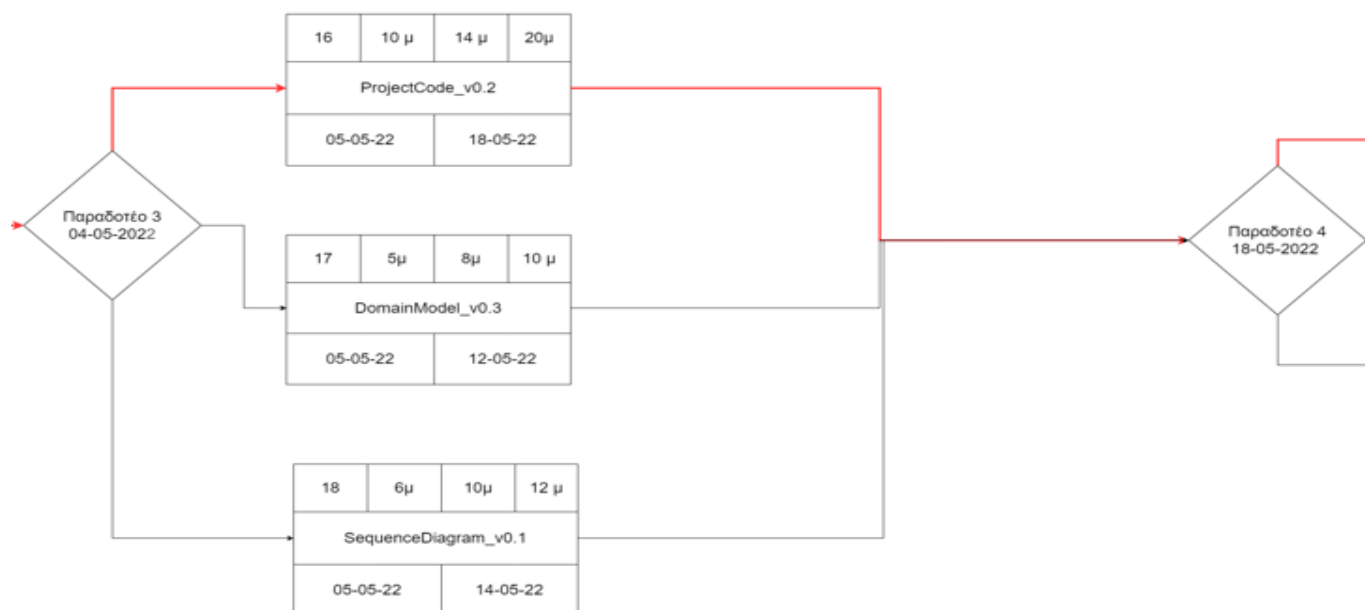 16 10 μ 14 μ 20μ
ProjectCode_v0.2
05-05-22 18-05-22
Παραδοτέο 3
04-05-2022
17 5μ 8μ 10 μ
DomainModel_v0.3
05-05-22 12-05-22
18 6μ 10μ 12 μ
SequenceDiagram_v0.1
05-05-22 14-05-22
Παραδοτέο 4
18-05-2022